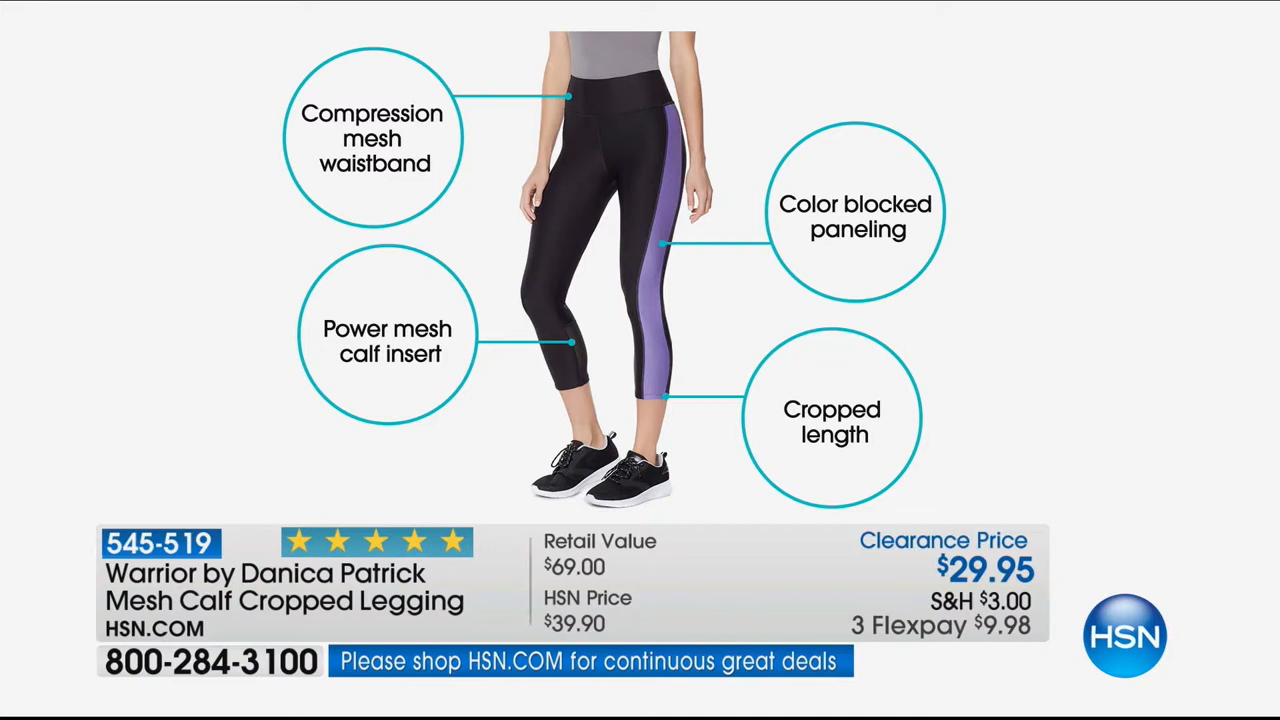 Compression
mesh
waistband
Color blocked
paneling
Power mesh
calf insert
Cropped
length
545-519
Warrior by Danica Patrick
Mesh Calf Cropped Legging
HSN.COM
Retail Value
$69.00
HSN Price
$39.90
Clearance Price
$29.95
S&H $3.00
3 Flexpay $9.98
800-284-3100
Please shop HSN.COM for continuous great deals
HSN